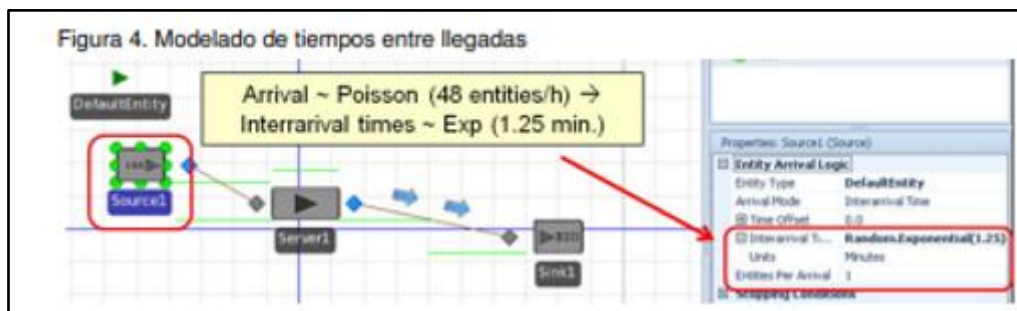 Figura 4. Modelado de tiempos entre llegadas
DefaultEntity
Arrival ~ Poisson (48 entities/h) →
Interrarival times ~ Exp (1.25 min.)
Source1
Server1
Sink1
Properties: Source1 (Source)
Entity Arrival Logic
Entity Type DefaultEntity
Arrival Mode Interarrival Time
Time Offset 0.0
Interarrival Ti... Random.Exponential(1.25)
Units Minutes
Entities Per Arrival 1
Stopping Conditions